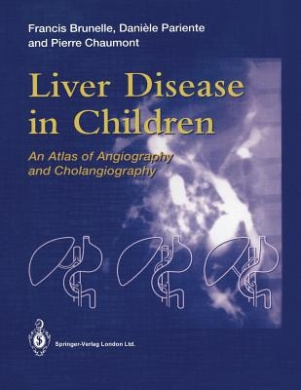 Francis Brunelle, Danièle Pariente
and Pierre Chaumont
Liver Disease
in Children
An Atlas of Angiography
and Cholangiography
Springer-Verlag London Ltd.